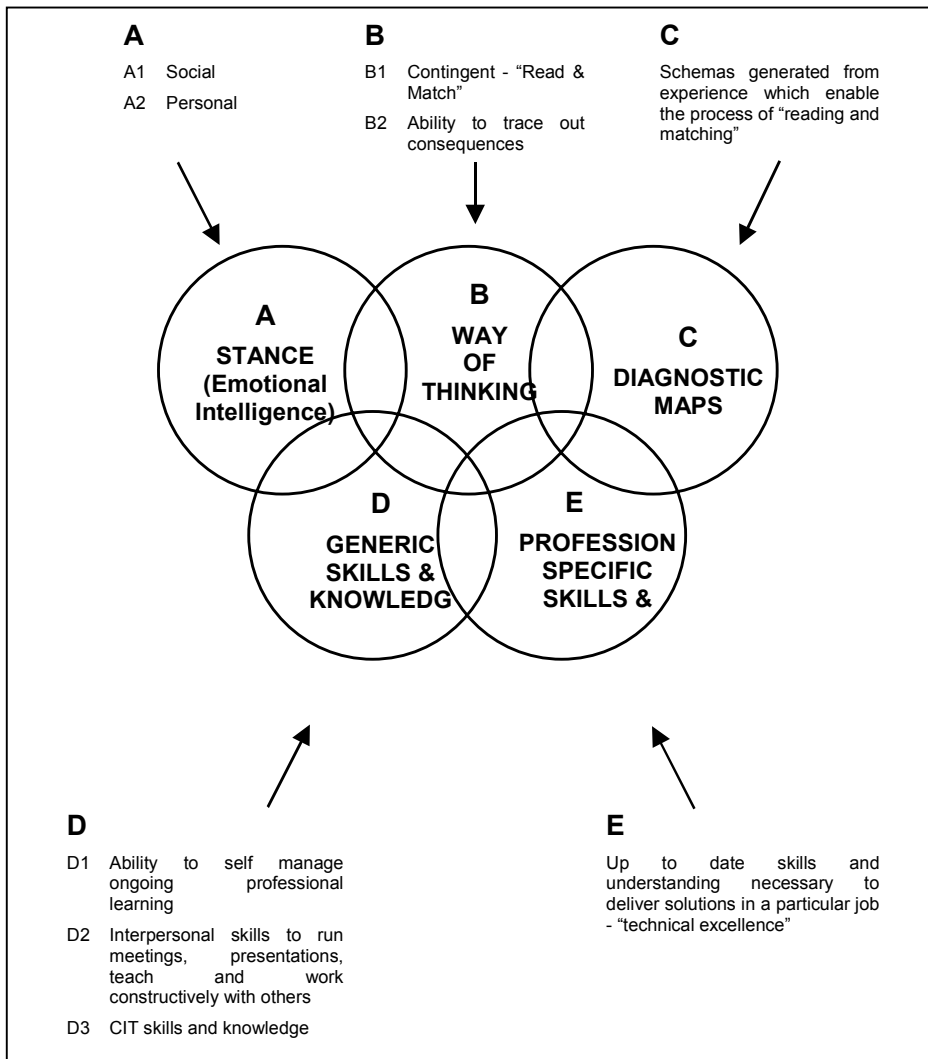 A
A1 Social
A2 Personal
B
B1 Contingent - “Read &
Match”
B2 Ability to trace out
consequences
C
Schemas generated from
experience which enable
the process of “reading and
matching”
A
STANCE
(Emotional
Intelligence)
B
WAY
OF
THINKING
C
DIAGNOSTIC
MAPS
D
GENERIC
SKILLS &
KNOWLEDG
E
PROFESSION
SPECIFIC
SKILLS &
D
D1 Ability to self manage
ongoing professional
learning
D2 Interpersonal skills to run
meetings, presentations,
teach and work
constructively with others
D3 CIT skills and knowledge
E
Up to date skills and
understanding necessary to
deliver solutions in a particular job
- “technical excellence”